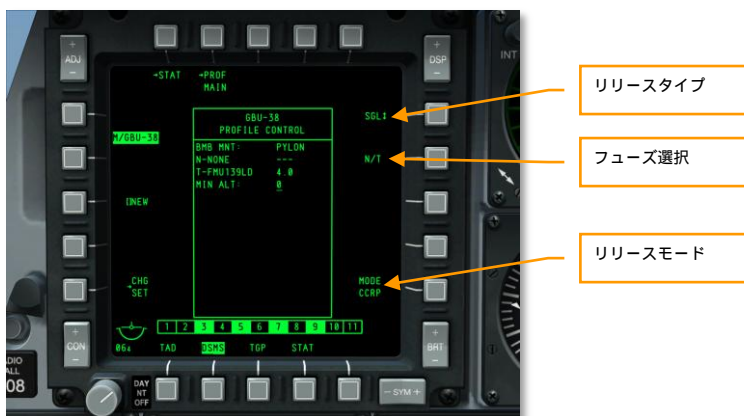 +
ADJ
-
+
DSP
-
INT
→STAT
→PROF
MAIN
GBU-38
PROFILE CONTROL
SGL↕
M/GBU-38
BMB MNT: PYLON
N-NONE ---
N/T
T-FMU139LD 4.0
MIN ALT: 0
NEW
CHG
SET
MODE
CCRP
1 2 3 4 5 6 7 8 9 10 11
+
CON
-
TAD
DSMS
TGP
STAT
+
BRT
-
DAY
NT
OFF
- SYM +
08
リリースタイプ
フューズ選択
リリースモード